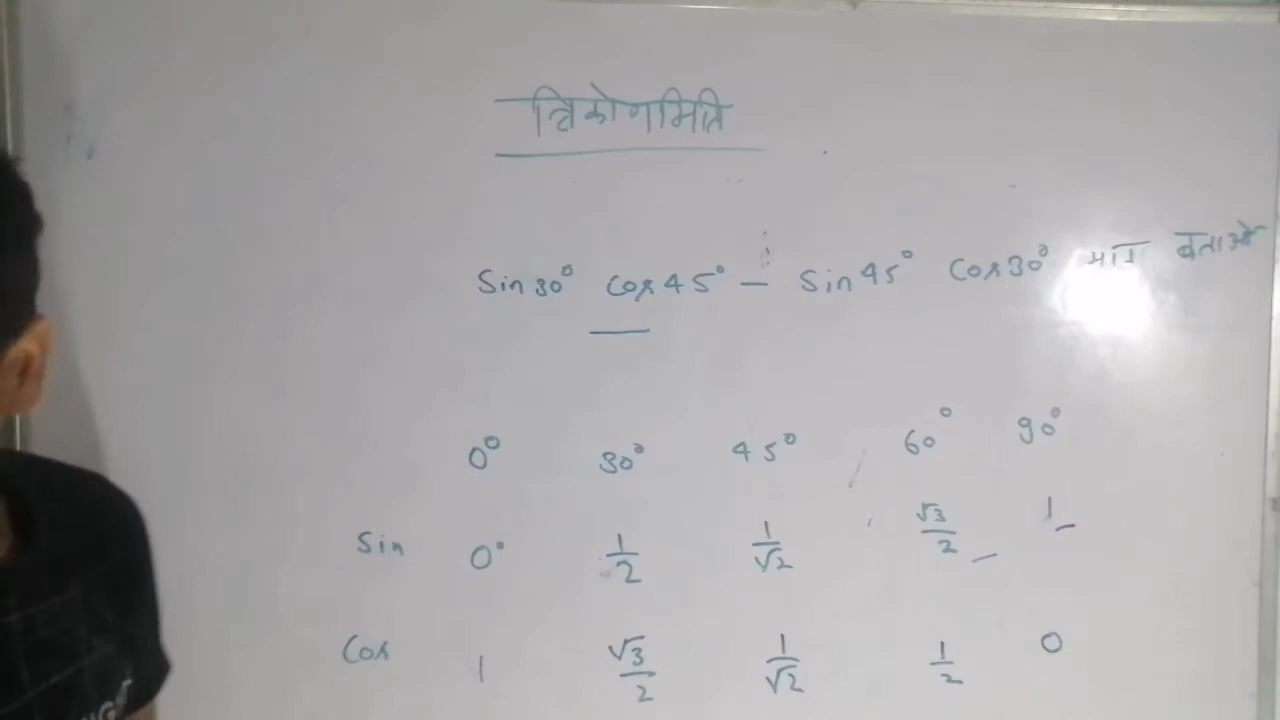 त्रिकोणमिति
Sin 30° Cos 45° — Sin 45° Cos 30° मान बताओ
0° 30° 45° 60° 90°
Sin 0° 1/2 1/√2 √3/2 1
Cos 1 √3/2 1/√2 1/2 0